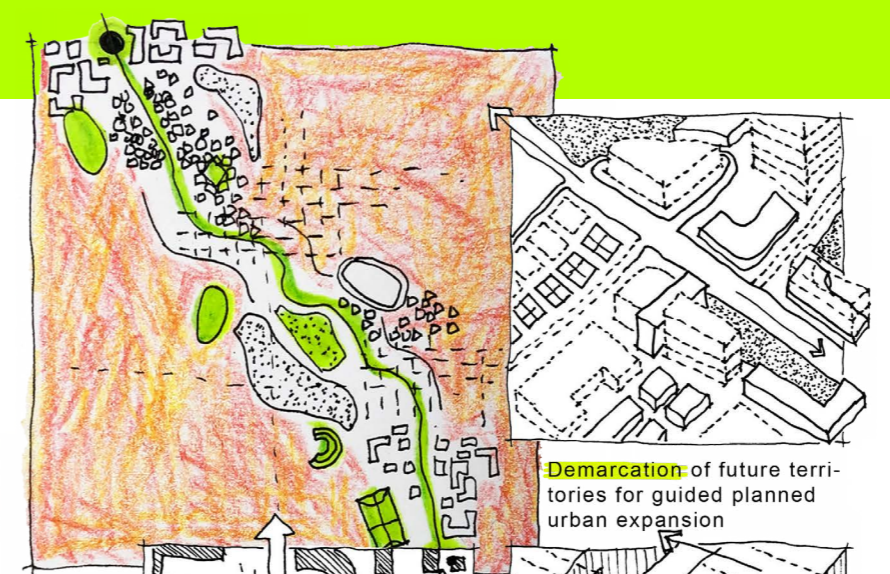 Demarcation of future terri-
tories for guided planned
urban expansion